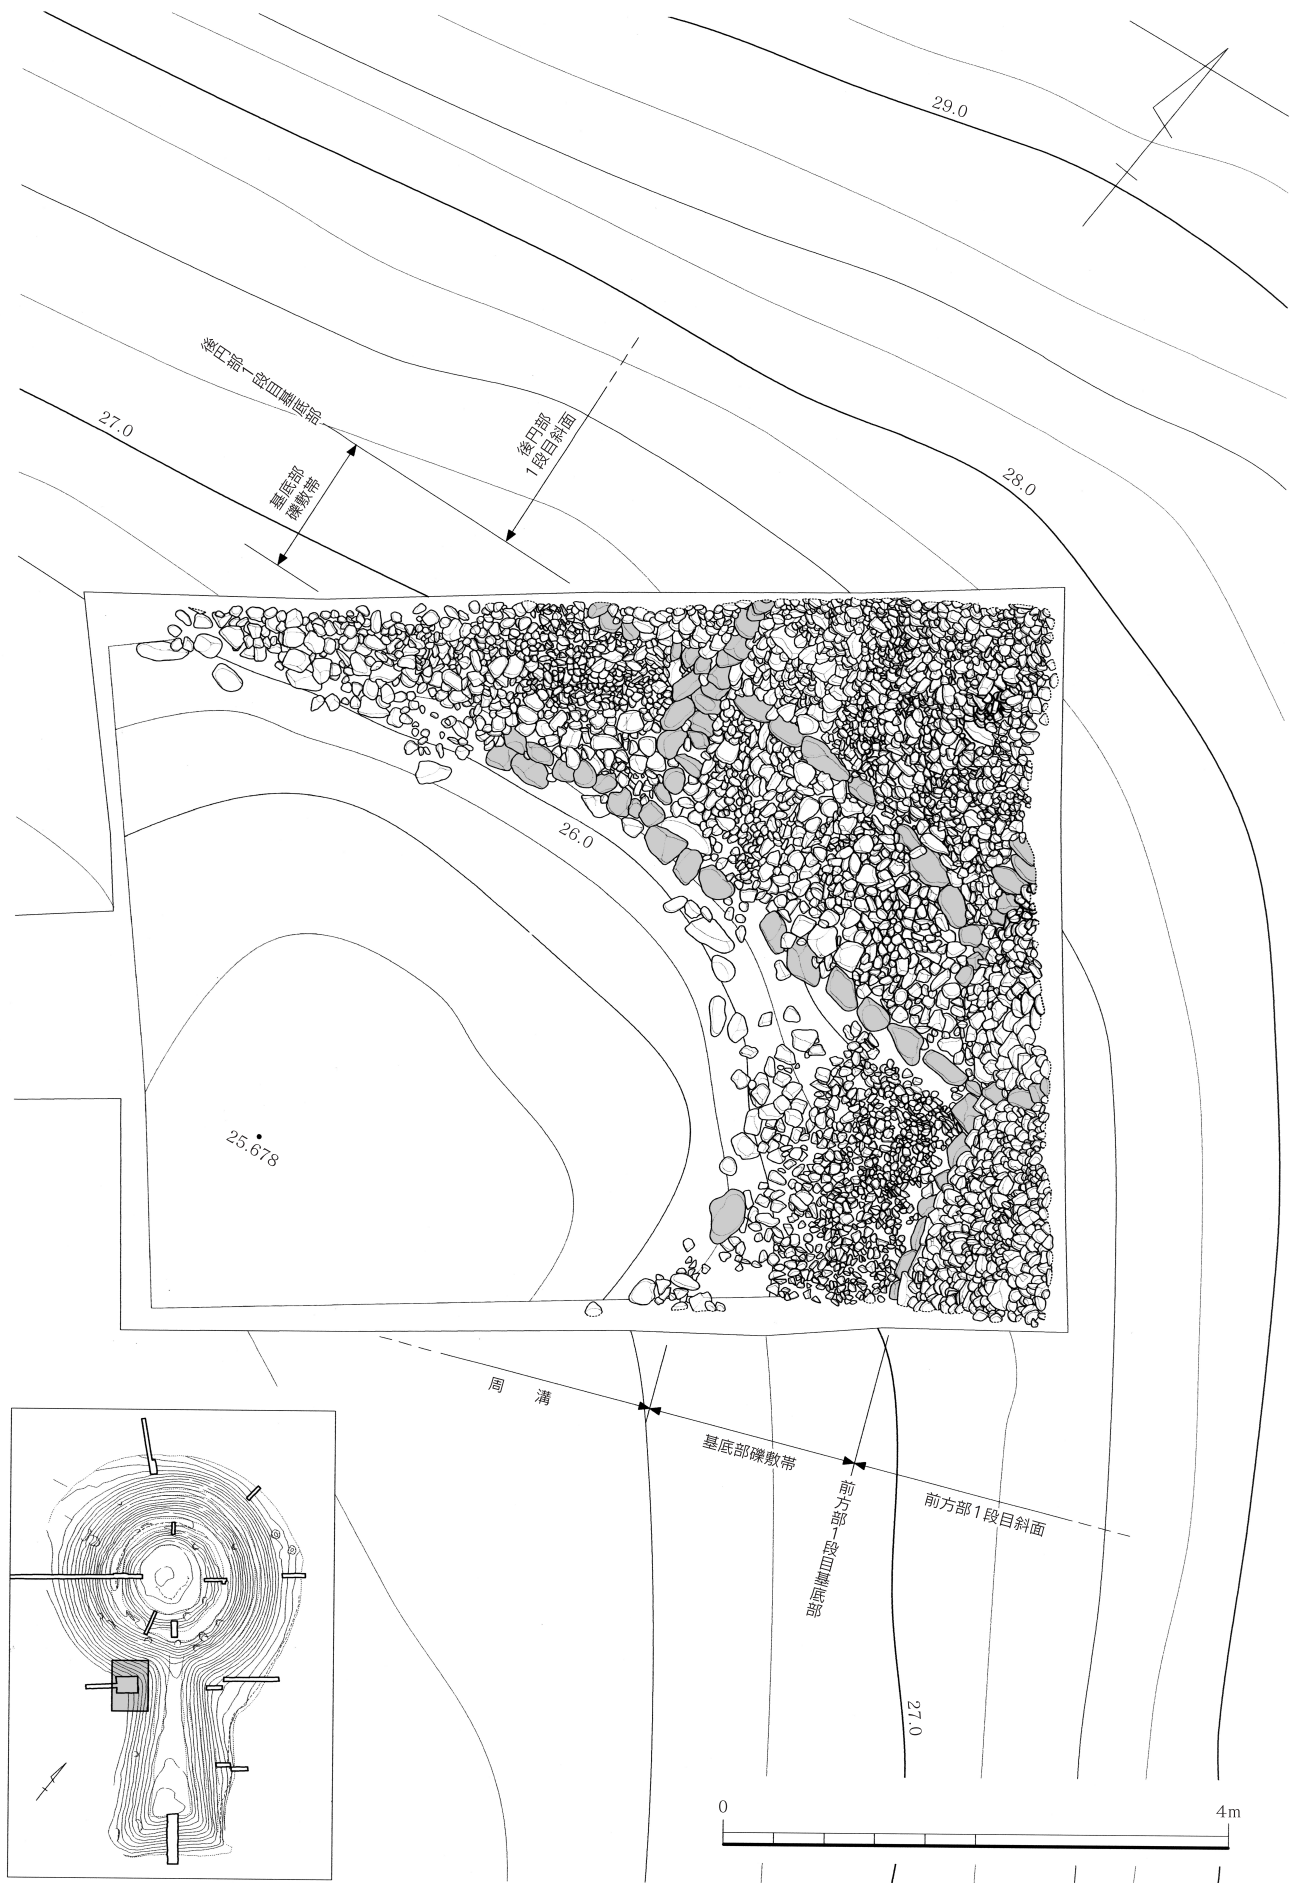 29.0
後円部1段目墓底部
27.0
後円部
1段目斜面
基底部
礫敷帯
28.0
26.0
25.678
周 溝
基底部礫敷帯
前方部1段目斜面
前方部1段目墓底部
27.0
0 4m